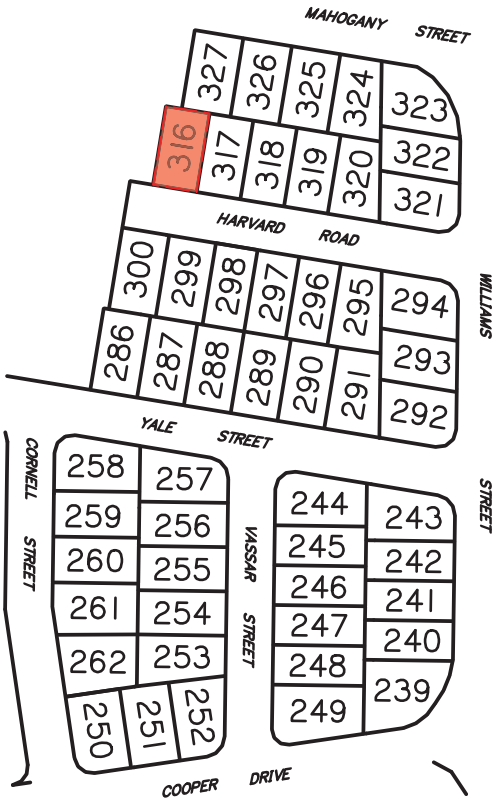 MAHOGANY STREET
327 326 325 324 323
316 317 318 319 320 322
321
HARVARD ROAD
WILLIAMS STREET
300 299 298 297 296 295 294
286 287 288 289 290 291 293
292
YALE STREET
CORNELL STREET
258 257
259 256
260 255
261 254
262 253
250 251 252
VASSAR STREET
244 243
245 242
246 241
247 240
248 239
249
COOPER DRIVE